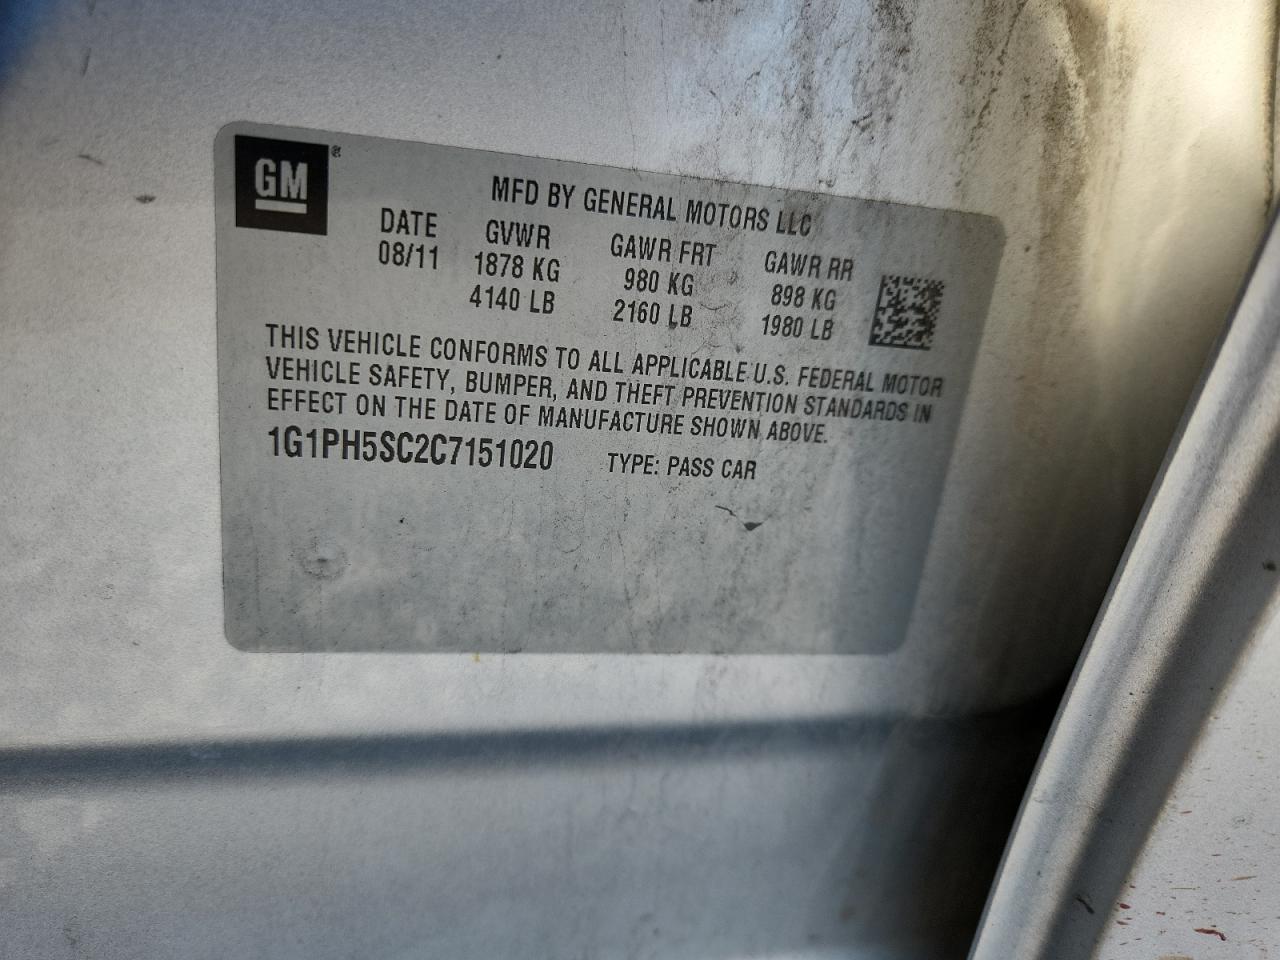 GM®
MFD BY GENERAL MOTORS LLC
DATE GVWR GAWR FRT GAWR RR
08/11 1878 KG 980 KG 898 KG
4140 LB 2160 LB 1980 LB
THIS VEHICLE CONFORMS TO ALL APPLICABLE U.S. FEDERAL MOTOR
VEHICLE SAFETY, BUMPER, AND THEFT PREVENTION STANDARDS IN
EFFECT ON THE DATE OF MANUFACTURE SHOWN ABOVE.
1G1PH5SC2C7151020 TYPE: PASS CAR